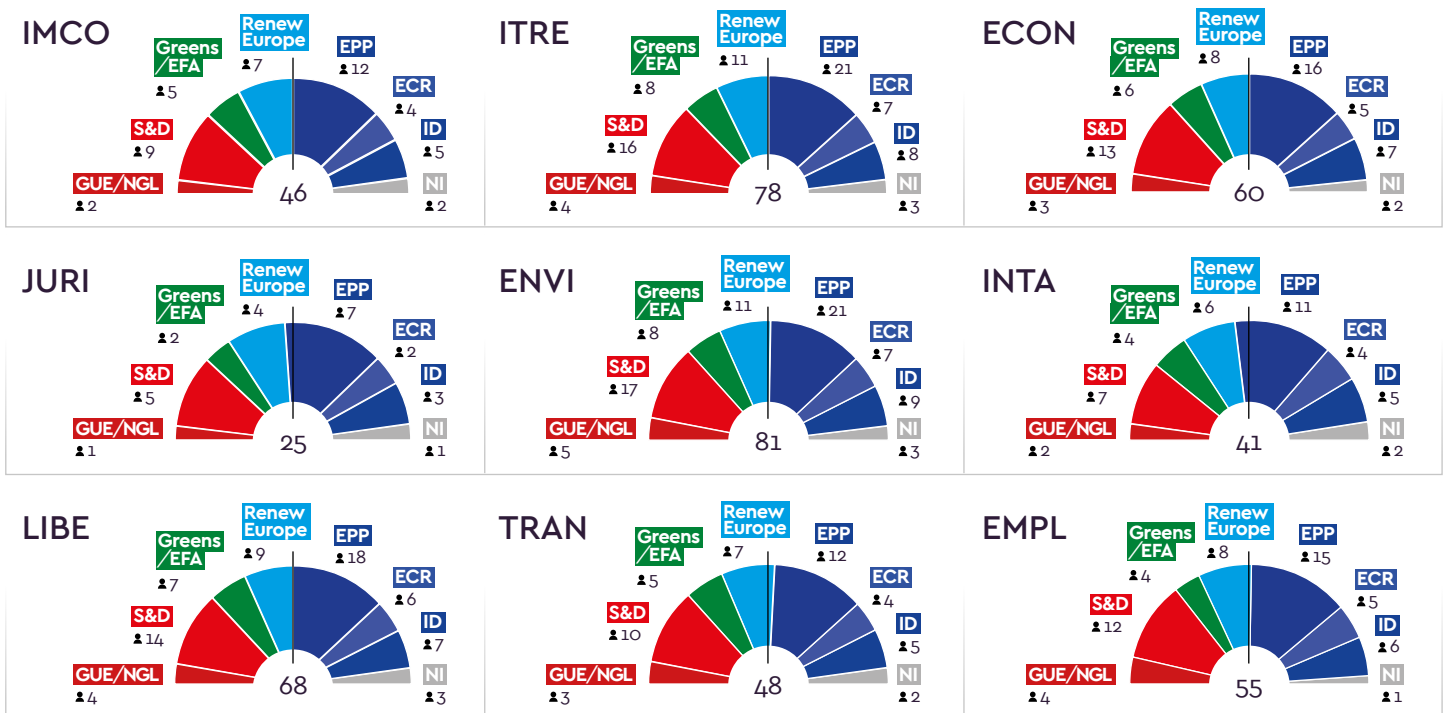 IMCO
Renew
Europe
7
Greens
/EFA
5
EPP
12
ECR
4
S&D
9
ID
5
GUE/NGL
2
46
NI
2
ITRE
Renew
Europe
11
Greens
/EFA
8
EPP
21
ECR
7
S&D
16
ID
8
GUE/NGL
4
78
NI
3
ECON
Renew
Europe
8
Greens
/EFA
6
EPP
16
ECR
5
S&D
13
ID
7
GUE/NGL
3
60
NI
2
JURI
Renew
Europe
4
Greens
/EFA
2
EPP
7
ECR
2
S&D
5
ID
3
GUE/NGL
1
25
NI
1
ENVI
Renew
Europe
11
Greens
/EFA
8
EPP
21
ECR
7
S&D
17
ID
9
GUE/NGL
5
81
NI
3
INTA
Renew
Europe
6
Greens
/EFA
4
EPP
11
ECR
4
S&D
7
ID
5
GUE/NGL
2
41
NI
2
LIBE
Renew
Europe
9
Greens
/EFA
7
EPP
18
ECR
6
S&D
14
ID
7
GUE/NGL
4
68
NI
3
TRAN
Renew
Europe
7
Greens
/EFA
5
EPP
12
ECR
4
S&D
10
ID
5
GUE/NGL
3
48
NI
2
EMPL
Renew
Europe
8
Greens
/EFA
4
EPP
15
ECR
5
S&D
12
ID
6
GUE/NGL
4
55
NI
1